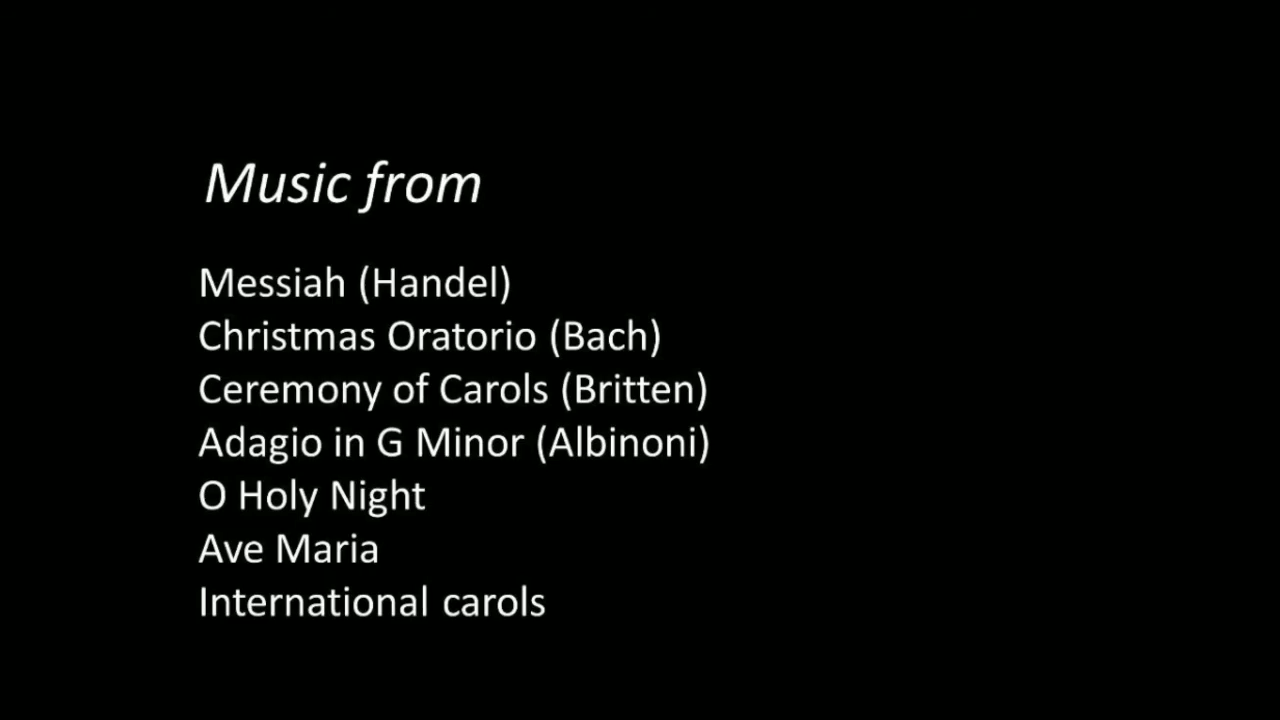 Music from
Messiah (Handel)
Christmas Oratorio (Bach)
Ceremony of Carols (Britten)
Adagio in G Minor (Albinoni)
O Holy Night
Ave Maria
International carols